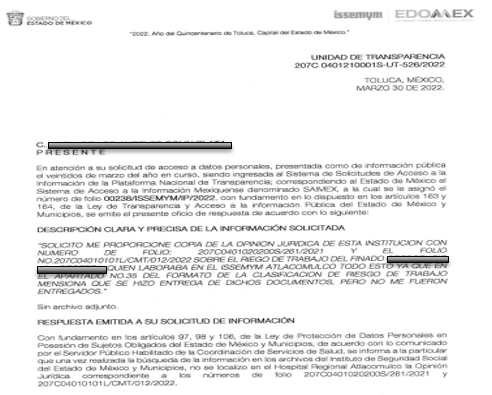 GOBIERNO DEL
ESTADO DE MÉXICO
issemym EDOMÉX
"2022. Año del Quincentenario de Toluca, Capital del Estado de México."
UNIDAD DE TRANSPARENCIA
207C 0401210001S-UT-526/2022
TOLUCA, MÉXICO,
MARZO 30 DE 2022.
C.
P R E S E N T E
En atención a su solicitud de acceso a datos personales, presentada como de información pública
el veintidós de marzo del año en curso, siendo ingresada al Sistema de Solicitudes de Acceso a la
Información de la Plataforma Nacional de Transparencia; correspondiendo al Estado de México el
Sistema de Acceso a la Información Mexiquense denominado SAIMEX, a la cual se le asignó el
número de folio 00238/ISSEMYM/IP/2022, con fundamento en lo dispuesto en los artículos 163 y
164, de la Ley de Transparencia y Acceso a la Información Pública del Estado de México y
Municipios, se emite el presente oficio de respuesta de acuerdo con lo siguiente:
DESCRIPCIÓN CLARA Y PRECISA DE LA INFORMACIÓN SOLICITADA
"SOLICITO ME PROPORCIONE COPIA DE LA OPINION JURIDICA DE ESTA INSTITUCION CON
NUMERO DE FOLIO: 207C0401020200S/261/2021 Y EL FOLIO
NO.207C04010101L/CMT/012/2022 SOBRE EL RIEGO DE TRABAJO DEL FINADO
QUIEN LABORABA EN EL ISSEMYM ATLACOMULCO TODO ESTO YA QUE EN
EL APARTADO NO.35 DEL FORMATO DE LA CLASIFICACION DE RIESGO DE TRABAJO
MENSIONA QUE SE HIZO ENTREGA DE DICHOS DOCUMENTOS, PERO NO ME FUERON
ENTREGADOS."
Sin archivo adjunto.
RESPUESTA EMITIDA A SU SOLICITUD DE INFORMACIÓN
Con fundamento en los artículos 97, 98 y 106, de la Ley de Protección de Datos Personales en
Posesión de Sujetos Obligados del Estado de México y Municipios, de acuerdo con lo comunicado
por el Servidor Público Habilitado de la Coordinación de Servicios de Salud, se informa a la particular
que una vez realizada la búsqueda de la información en los archivos del Instituto de Seguridad Social
del Estado de México y Municipios, no se localizo en el Hospital Regional Atlacomulco la Opinión
Jurídica correspondiente a los números de folio 207C0401020200S/261/2021 y
207C04010101L/CMT/012/2022.